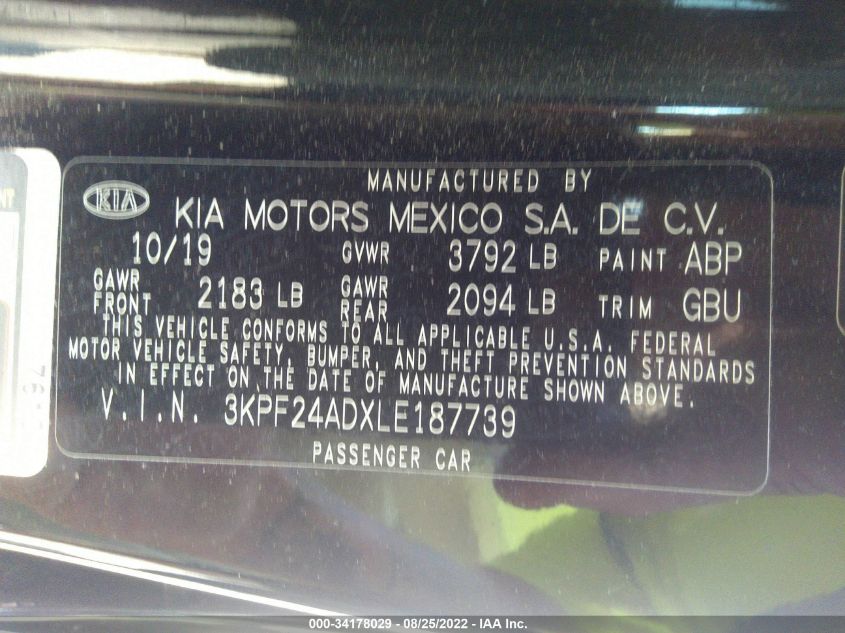 MANUFACTURED BY
KIA KIA MOTORS MEXICO S.A. DE C.V.
10/19 GVWR 3792 LB PAINT ABP
GAWR FRONT 2183 LB GAWR REAR 2094 LB TRIM GBU
THIS VEHICLE CONFORMS TO ALL APPLICABLE U.S.A. FEDERAL
MOTOR VEHICLE SAFETY, BUMPER, AND THEFT PREVENTION STANDARDS
IN EFFECT ON THE DATE OF MANUFACTURE SHOWN ABOVE.
V.I.N. 3KPF24ADXLE187739
PASSENGER CAR
000-34178029 - 08/25/2022 - IAA Inc.